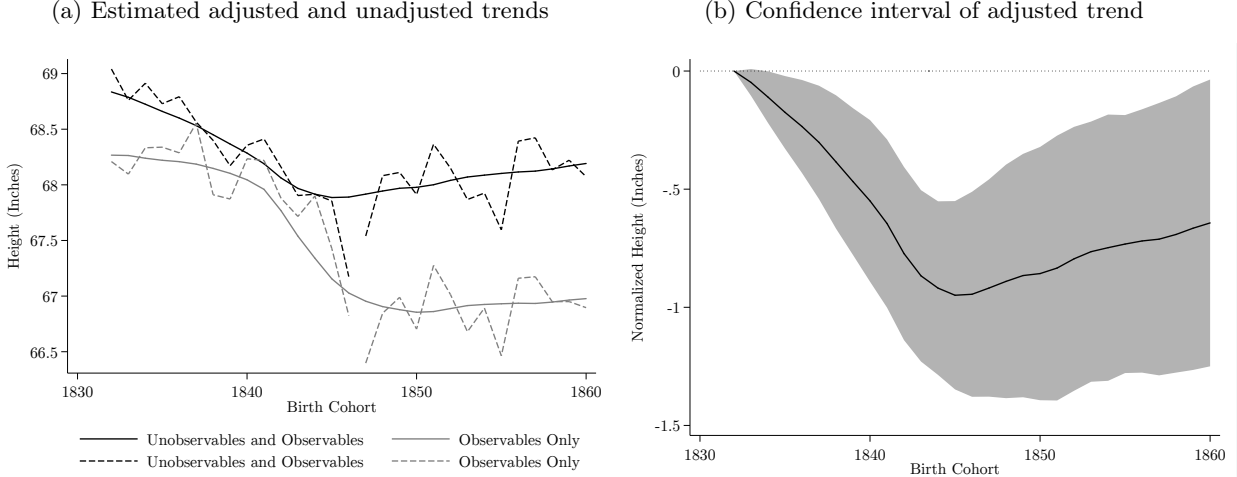 (a) Estimated adjusted and unadjusted trends
69
68.5
68
67.5
67
66.5
Height (Inches)
1830
1840
1850
1860
Birth Cohort
Unobservables and Observables
Observables Only
Unobservables and Observables
Observables Only
(b) Confidence interval of adjusted trend
0
-.5
-1
-1.5
Normalized Height (Inches)
1830
1840
1850
1860
Birth Cohort